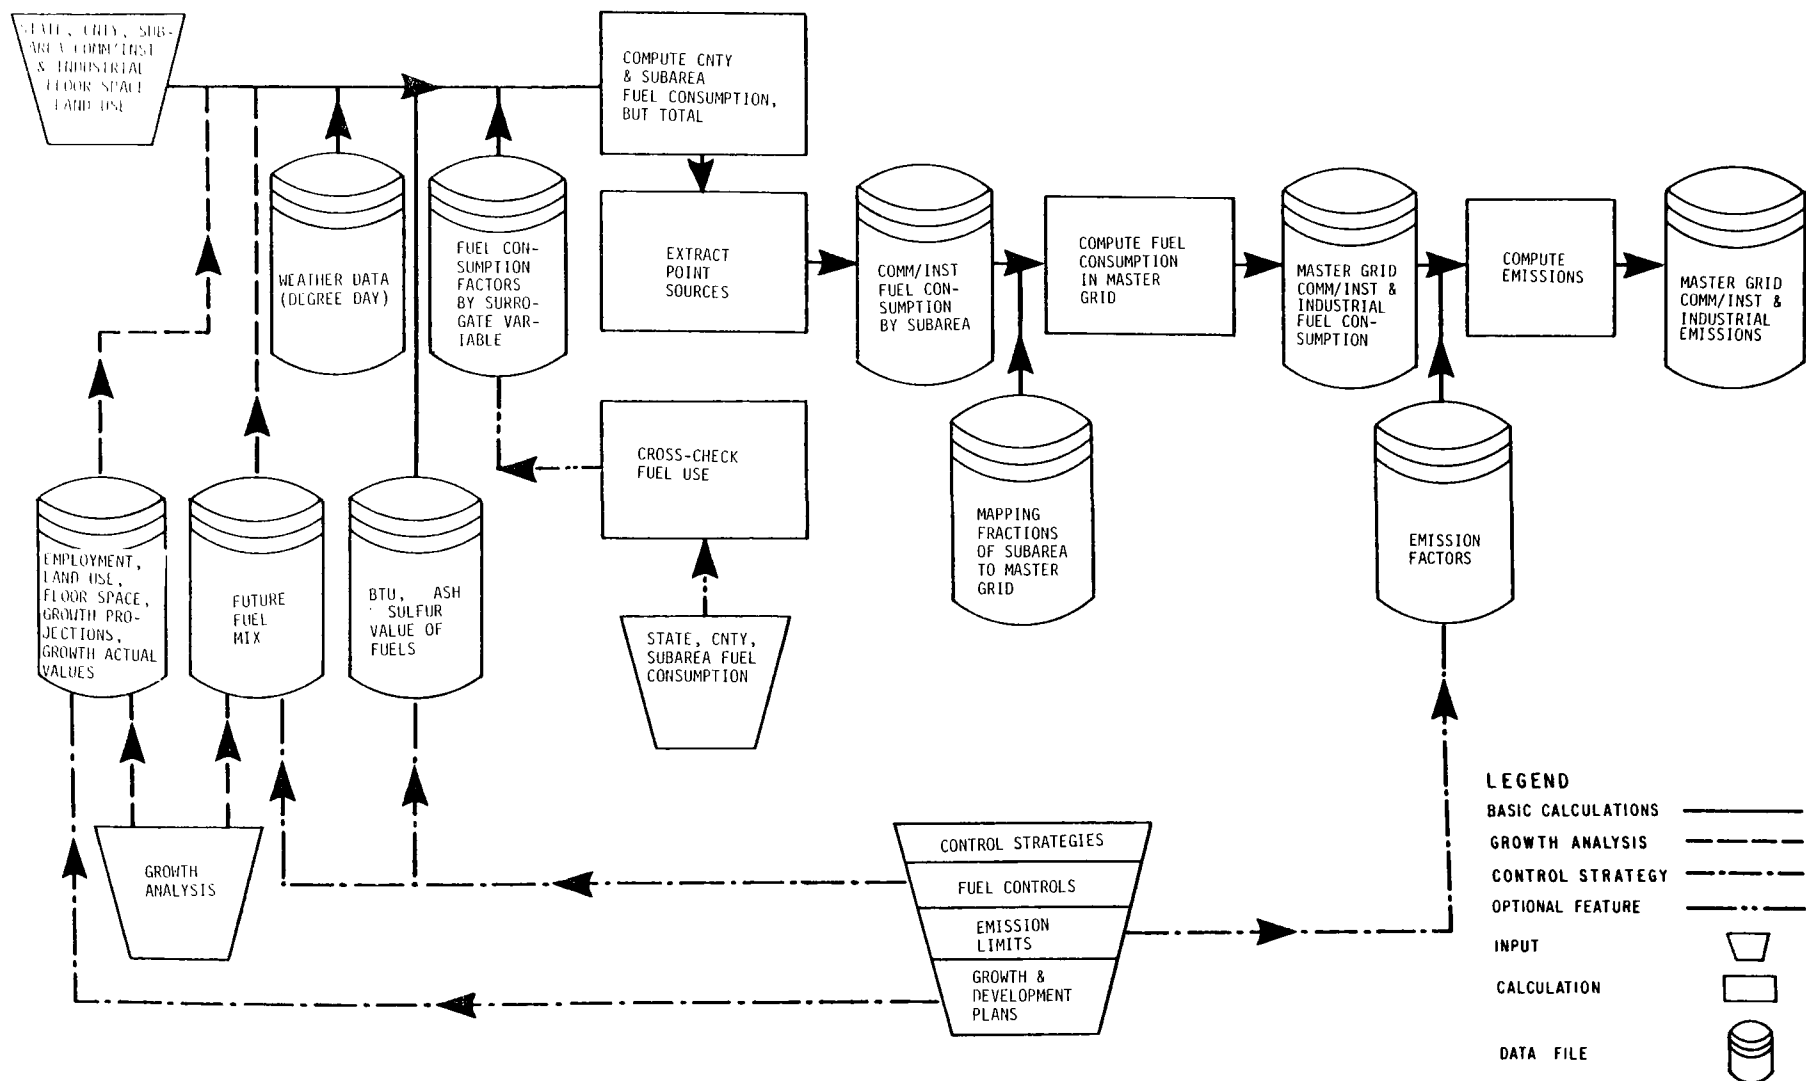 STATE, CNTY, SUB-
AREA COMM/INST
& INDUSTRIAL
FLOOR SPACE
LAND USE
COMPUTE CNTY
& SUBAREA
FUEL CONSUMPTION,
BUT TOTAL
WEATHER DATA
(DEGREE DAY)
FUEL CON-
SUMPTION
FACTORS
BY SURRO-
GATE VAR-
IABLE
EXTRACT
POINT
SOURCES
COMM/INST
FUEL CON-
SUMPTION
BY SUBAREA
COMPUTE FUEL
CONSUMPTION
IN MASTER
GRID
MASTER GRID
COMM/INST &
INDUSTRIAL
FUEL CON-
SUMPTION
COMPUTE
EMISSIONS
MASTER GRID
COMM/INST &
INDUSTRIAL
EMISSIONS
CROSS-CHECK
FUEL USE
MAPPING
FRACTIONS
OF SUBAREA
TO MASTER
GRID
EMISSION
FACTORS
EMPLOYMENT,
LAND USE,
FLOOR SPACE,
GROWTH PRO-
JECTIONS,
GROWTH ACTUAL
VALUES
FUTURE
FUEL
MIX
BTU, ASH
SULFUR
VALUE OF
FUELS
STATE, CNTY,
SUBAREA FUEL
CONSUMPTION
GROWTH
ANALYSIS
CONTROL STRATEGIES
FUEL CONTROLS
EMISSION
LIMITS
GROWTH &
DEVELOPMENT
PLANS
LEGEND
BASIC CALCULATIONS
GROWTH ANALYSIS
CONTROL STRATEGY
OPTIONAL FEATURE
INPUT
CALCULATION
DATA FILE